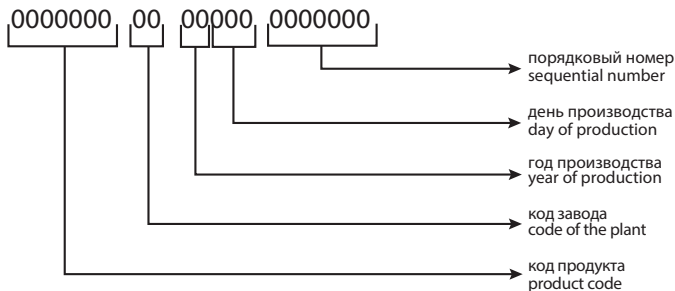 0000000 00 00000 0000000
порядковый номер
sequential number
день производства
day of production
год производства
year of production
код завода
code of the plant
код продукта
product code